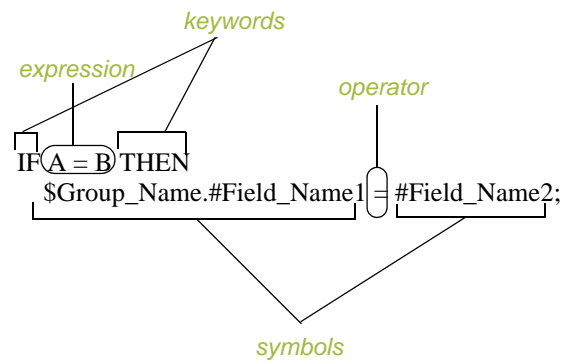 keywords
expression
operator
IF A = B THEN
$Group_Name.#Field_Name1 = #Field_Name2;
symbols